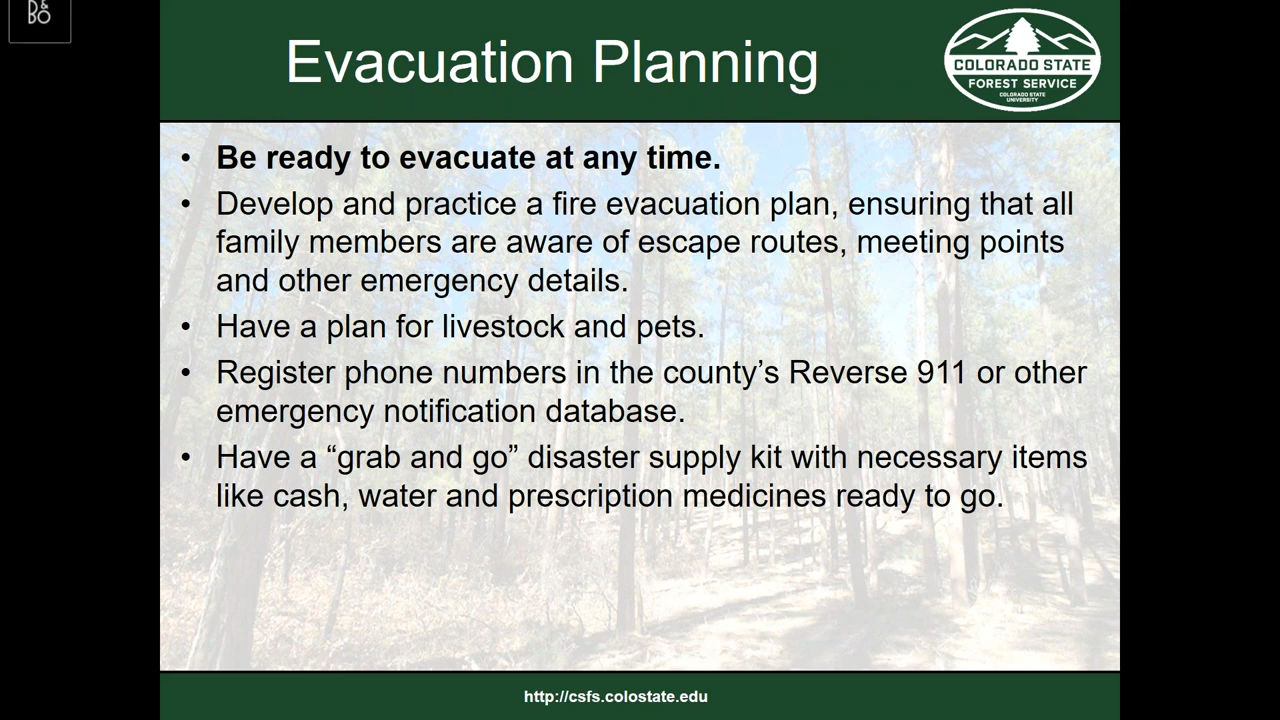 D&
BO
Evacuation Planning
COLORADO STATE
FOREST SERVICE
COLORADO STATE
UNIVERSITY
• Be ready to evacuate at any time.
• Develop and practice a fire evacuation plan, ensuring that all
family members are aware of escape routes, meeting points
and other emergency details.
• Have a plan for livestock and pets.
• Register phone numbers in the county’s Reverse 911 or other
emergency notification database.
• Have a “grab and go” disaster supply kit with necessary items
like cash, water and prescription medicines ready to go.
http://csfs.colostate.edu